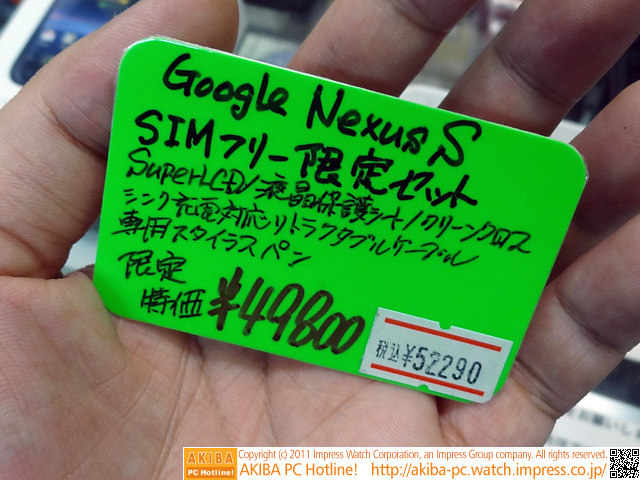 Google Nexus S
SIMフリー限定セット
SuperLCD/液晶保護シート/クリーンクロス
シンク充電対応リトラクタブルケーブル
専用スタイラスペン
限定
特価 ¥49800
税込¥52290
AKIBA PC Hotline!
Copyright (c) 2011 Impress Watch Corporation, an Impress Group company. All rights reserved.
AKIBA PC Hotline! http://akiba-pc.watch.impress.co.jp/